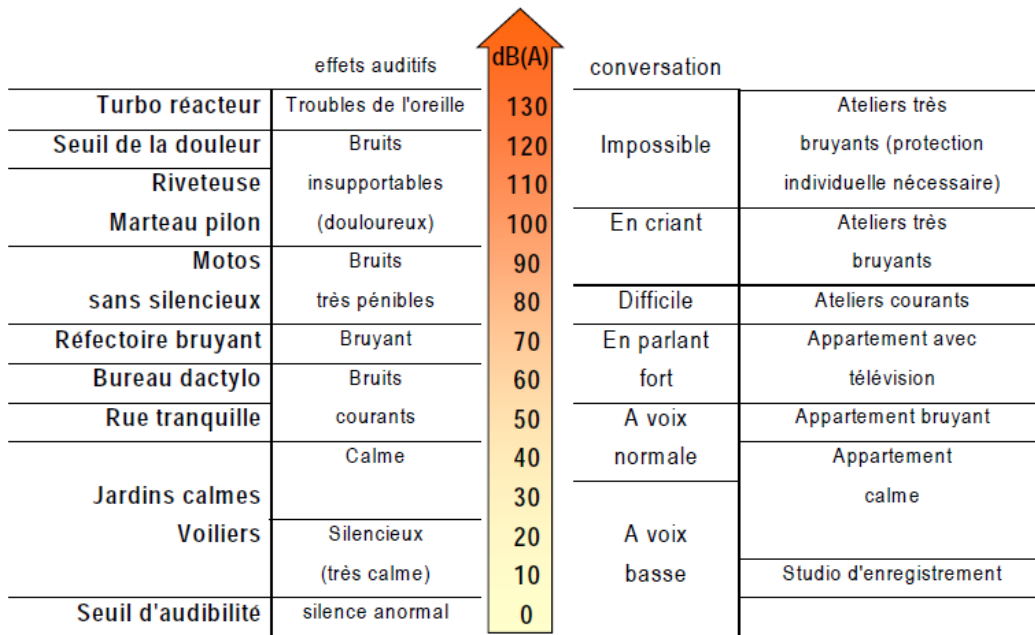 effets auditifs dB(A) conversation
Turbo réacteur Troubles de l'oreille 130 Ateliers très
Seuil de la douleur Bruits 120 Impossible bruyants (protection
Riveteuse insupportables 110 individuelle nécessaire)
Marteau pilon (douloureux) 100 En criant Ateliers très
Motos Bruits 90 bruyants
sans silencieux très pénibles 80 Difficile Ateliers courants
Réfectoire bruyant Bruyant 70 En parlant Appartement avec
Bureau dactylo Bruits 60 fort télévision
Rue tranquille courants 50 A voix Appartement bruyant
Calme 40 normale Appartement
Jardins calmes 30 calme
Voiliers Silencieux 20 A voix
(très calme) 10 basse Studio d'enregistrement
Seuil d'audibilité silence anormal 0